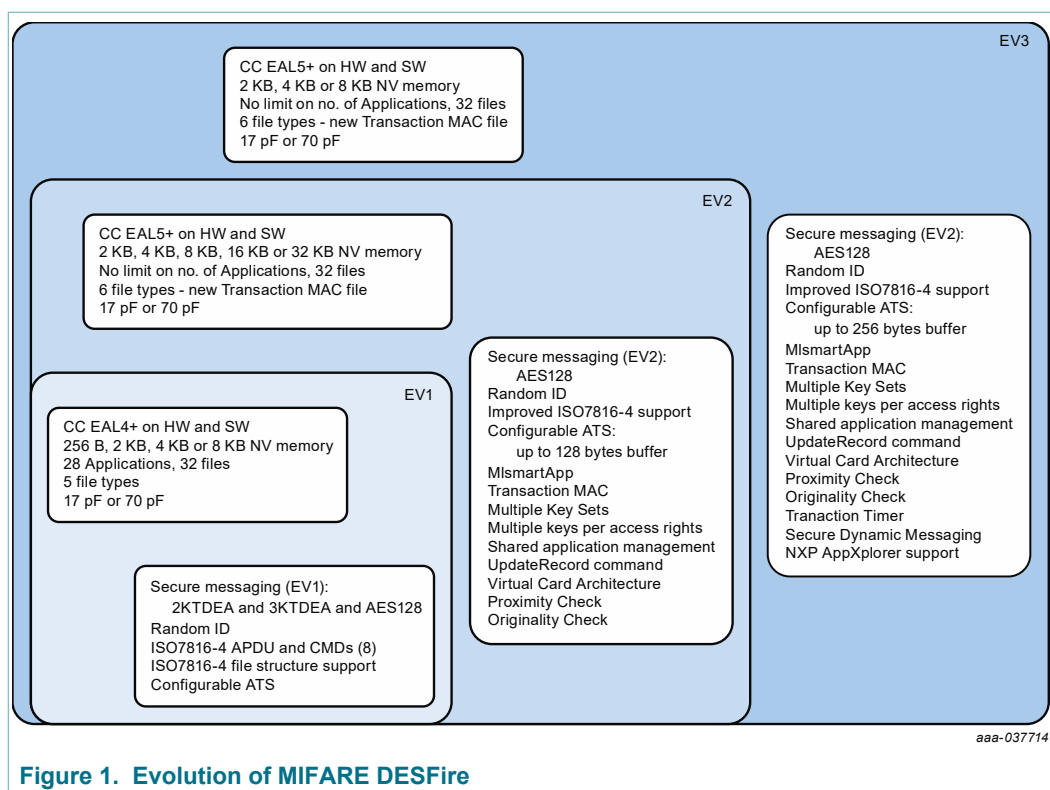 EV3
CC EAL5+ on HW and SW
2 KB, 4 KB or 8 KB NV memory
No limit on no. of Applications, 32 files
6 file types - new Transaction MAC file
17 pF or 70 pF
EV2
CC EAL5+ on HW and SW
2 KB, 4 KB, 8 KB, 16 KB or 32 KB NV memory
No limit on no. of Applications, 32 files
6 file types - new Transaction MAC file
17 pF or 70 pF
EV1
CC EAL4+ on HW and SW
256 B, 2 KB, 4 KB or 8 KB NV memory
28 Applications, 32 files
5 file types
17 pF or 70 pF
Secure messaging (EV1):
2KTDEA and 3KTDEA and AES128
Random ID
ISO7816-4 APDU and CMDs (8)
ISO7816-4 file structure support
Configurable ATS
Secure messaging (EV2):
AES128
Random ID
Improved ISO7816-4 support
Configurable ATS:
up to 128 bytes buffer
MIsmartApp
Transaction MAC
Multiple Key Sets
Multiple keys per access rights
Shared application management
UpdateRecord command
Virtual Card Architecture
Proximity Check
Originality Check
Secure messaging (EV2):
AES128
Random ID
Improved ISO7816-4 support
Configurable ATS:
up to 256 bytes buffer
MIsmartApp
Transaction MAC
Multiple Key Sets
Multiple keys per access rights
Shared application management
UpdateRecord command
Virtual Card Architecture
Proximity Check
Originality Check
Tranaction Timer
Secure Dynamic Messaging
NXP AppXplorer support
aaa-037714
Figure 1. Evolution of MIFARE DESFire